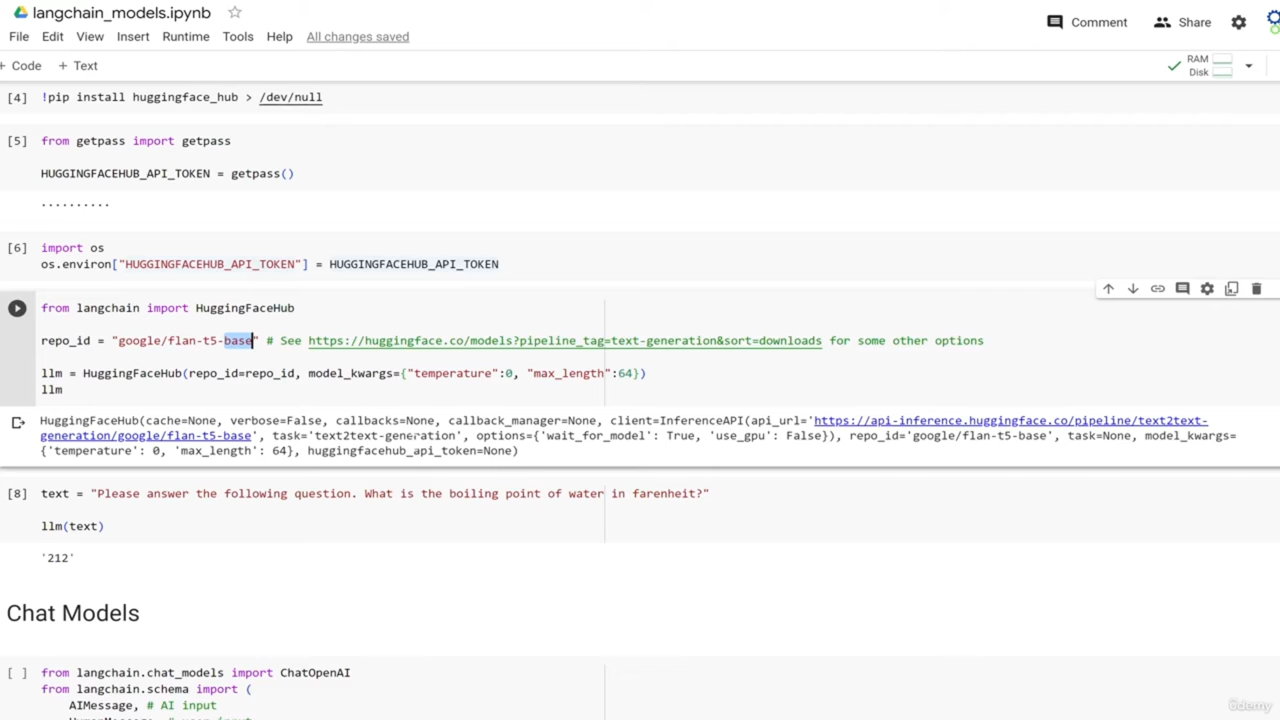 langchain_models.ipynb
Comment
Share
File Edit View Insert Runtime Tools Help All changes saved
+ Code + Text
RAM
Disk
[4] !pip install huggingface_hub > /dev/null
[5] from getpass import getpass
HUGGINGFACEHUB_API_TOKEN = getpass()
··········
[6] import os
os.environ["HUGGINGFACEHUB_API_TOKEN"] = HUGGINGFACEHUB_API_TOKEN
from langchain import HuggingFaceHub
repo_id = "google/flan-t5-base" # See https://huggingface.co/models?pipeline_tag=text-generation&sort=downloads for some other options
llm = HuggingFaceHub(repo_id=repo_id, model_kwargs={"temperature":0, "max_length":64})
llm
HuggingFaceHub(cache=None, verbose=False, callbacks=None, callback_manager=None, client=InferenceAPI(api_url='https://api-inference.huggingface.co/pipeline/text2text-
generation/google/flan-t5-base', task='text2text-generation', options={'wait_for_model': True, 'use_gpu': False}), repo_id='google/flan-t5-base', task=None, model_kwargs=
{'temperature': 0, 'max_length': 64}, huggingfacehub_api_token=None)
[8] text = "Please answer the following question. What is the boiling point of water in farenheit?"
llm(text)
'212'
Chat Models
[ ] from langchain.chat_models import ChatOpenAI
from langchain.schema import (
AIMessage, # AI input
ûdemy